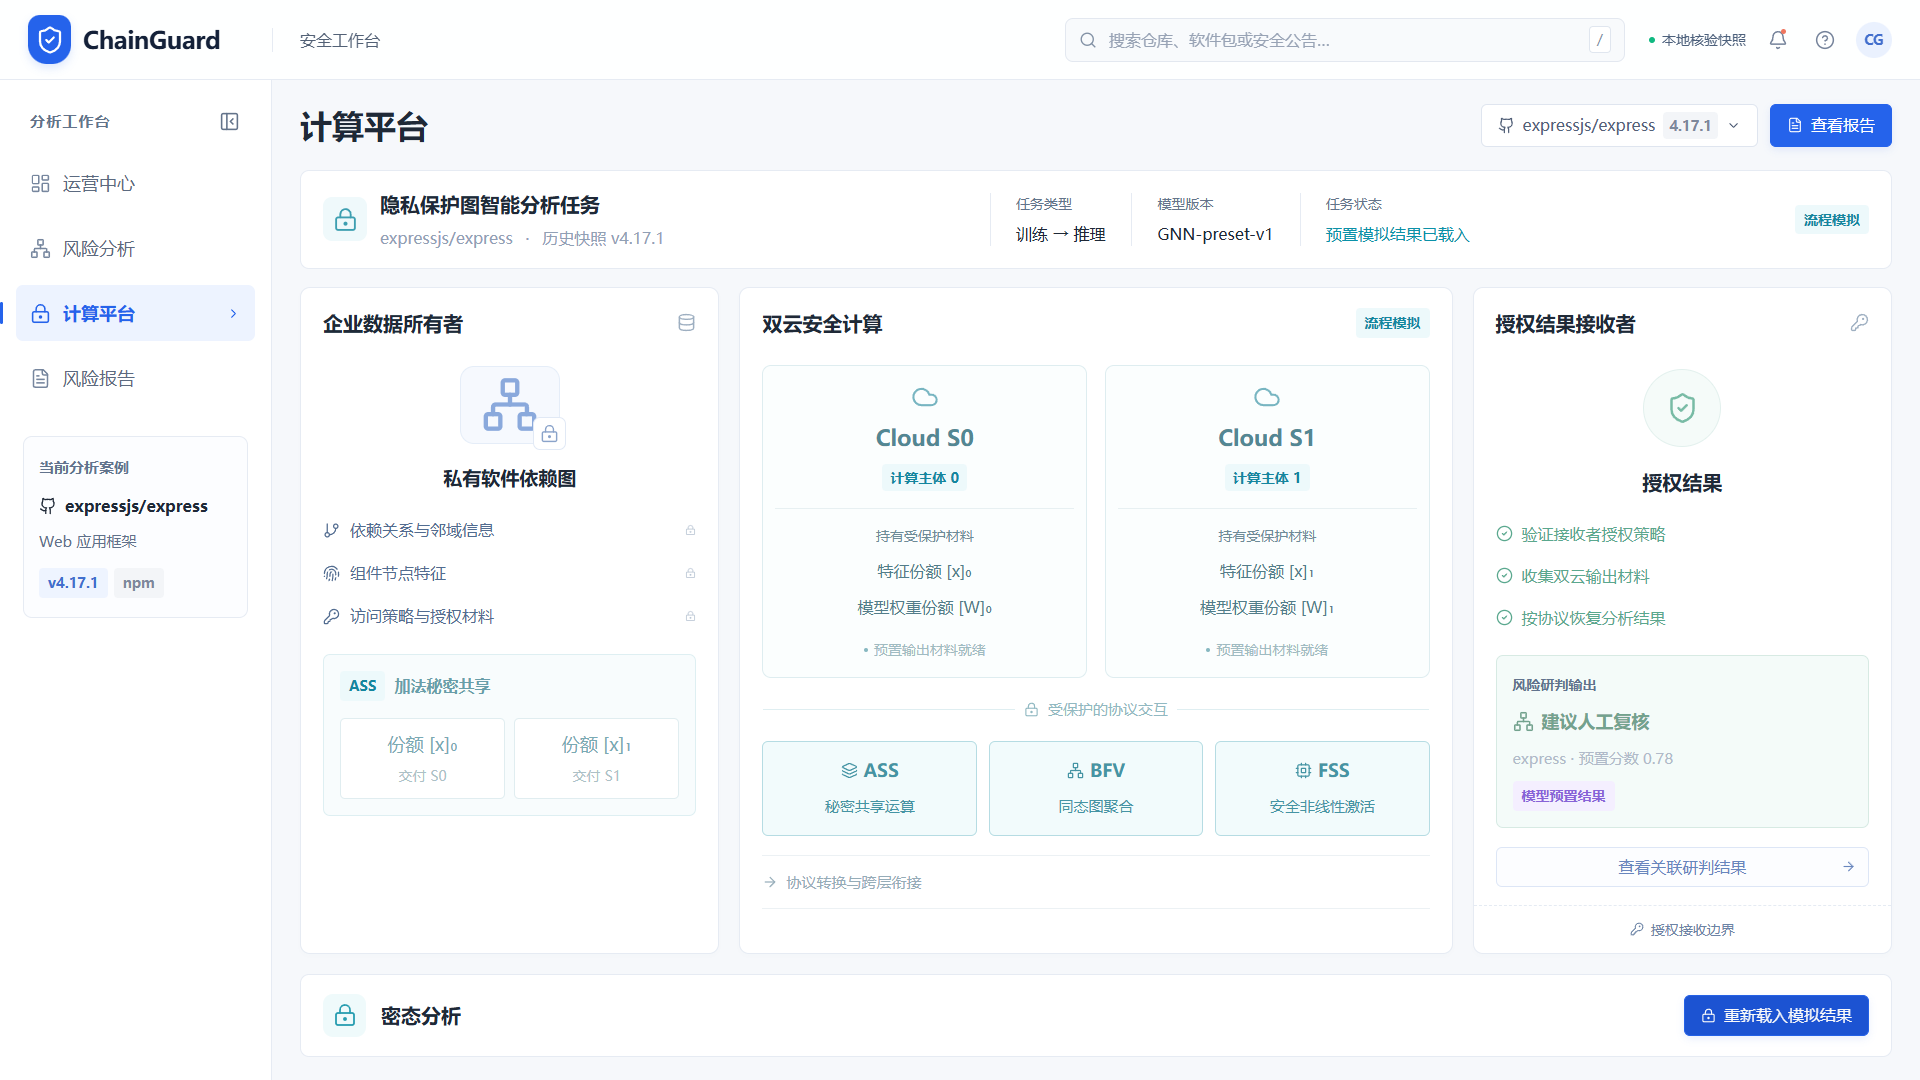 ChainGuard
安全工作台
搜索仓库、软件包或安全公告...
/
本地核验快照
CG
分析工作台
运营中心
风险分析
计算平台
风险报告
当前分析案例
expressjs/express
Web 应用框架
v4.17.1
npm
计算平台
expressjs/express 4.17.1
查看报告
隐私保护图智能分析任务
expressjs/express · 历史快照 v4.17.1
任务类型
训练 → 推理
模型版本
GNN-preset-v1
任务状态
预置模拟结果已载入
流程模拟
企业数据所有者
私有软件依赖图
依赖关系与邻域信息
组件节点特征
访问策略与授权材料
ASS 加法秘密共享
份额 [x]₀
交付 S0
份额 [x]₁
交付 S1
双云安全计算
流程模拟
Cloud S0
计算主体 0
持有受保护材料
特征份额 [x]₀
模型权重份额 [W]₀
• 预置输出材料就绪
Cloud S1
计算主体 1
持有受保护材料
特征份额 [x]₁
模型权重份额 [W]₁
• 预置输出材料就绪
受保护的协议交互
ASS
秘密共享运算
BFV
同态图聚合
FSS
安全非线性激活
协议转换与跨层衔接
授权结果接收者
授权结果
验证接收者授权策略
收集双云输出材料
按协议恢复分析结果
风险研判输出
建议人工复核
express · 预置分数 0.78
模型预置结果
查看关联研判结果
授权接收边界
密态分析
重新载入模拟结果